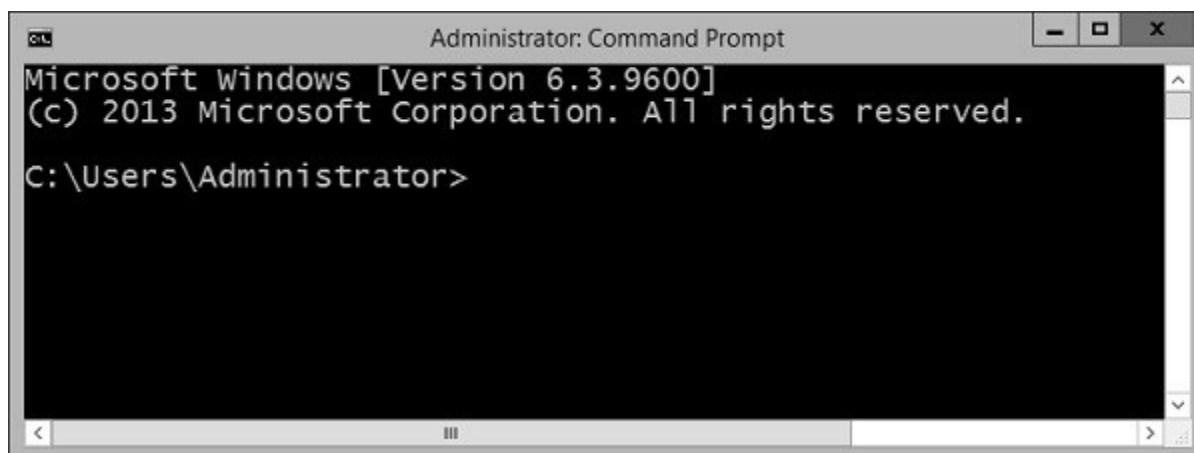 Administrator: Command Prompt
Microsoft Windows [Version 6.3.9600]
(c) 2013 Microsoft Corporation. All rights reserved.
C:\Users\Administrator>